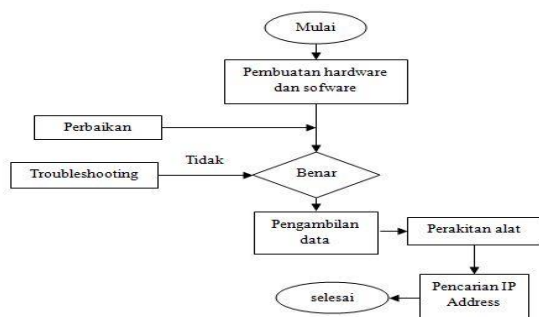 Mulai
Pembuatan hardware
dan sofware
Perbaikan
Tidak
Troubleshooting
Benar
Pengambilan
data
Perakitan alat
Pencarian IP
Address
selesai